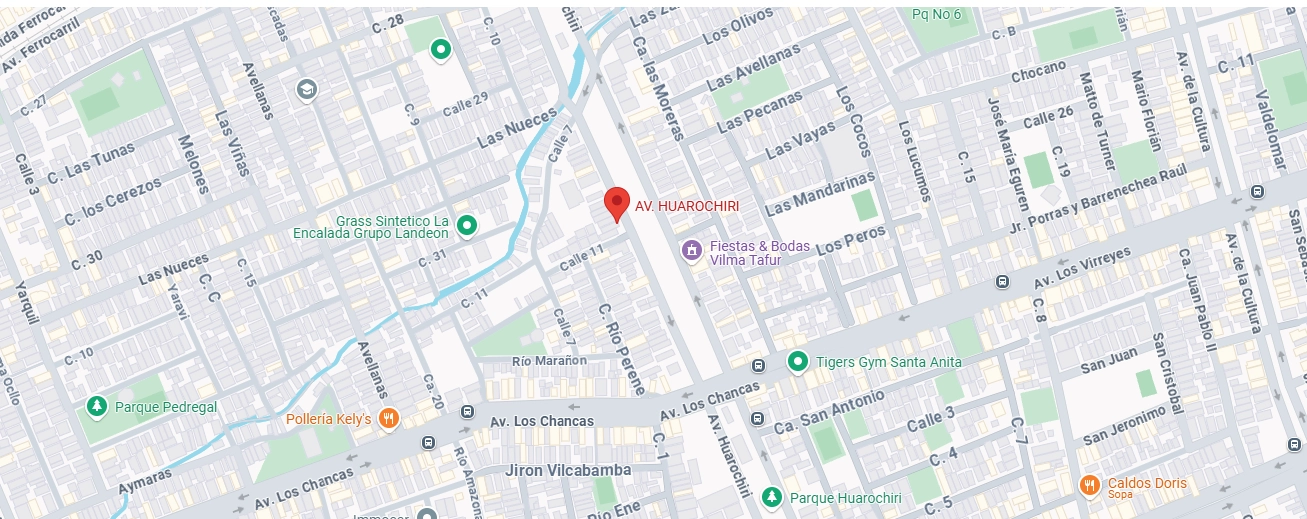 Av. Ferrocarril
C. 28
C. 10
Los Olivos
Pq No 6
C. B
Las Avellanas
Chocano
C. 11
Av. de la Cultura
Avellanas
C. 27
Calle 29
C. 9
Ca. las Moreras
Las Pecanas
Los Cocos
José María Eguren
Calle 26
Matto de Turner
Mario Florián
Valdelomar
Las Viñas
Melones
Las Nueces
Calle 7
Las Vayas
Los Lucumos
C. 15
C. 19
C. Las Tunas
Calle 3
C. los Cerezos
Las Mandarinas
Jr. Porras y Barrenechea Raúl
AV. HUAROCHIRI
Grass Sintetico La
Encalada Grupo Landeon
Fiestas & Bodas
Vilma Tafur
Los Peros
C. 30
Las Nueces
C. 31
Calle 11
Av. Los Virreyes
Av. de la Cultura
C. 15
C. C
Yaravi
Yarquil
C. 11
C. Río Perene
Calle 7
C. 8
Ca. Juan Pablo II
C. 10
Avellanas
Río Marañon
Tigers Gym Santa Anita
San Juan
San Cristobal
Ca. 20
Parque Pedregal
Pollería Kely's
Av. Los Chancas
Av. Los Chancas
Ca. San Antonio
Calle 3
C. 7
San Jeronimo
C. 1
Av. Huarochiri
Jiron Vilcabamba
C. 4
Aymaras
Av. Los Chancas
Parque Huarochiri
C. 5
Caldos Doris
Sopa
Río Ene